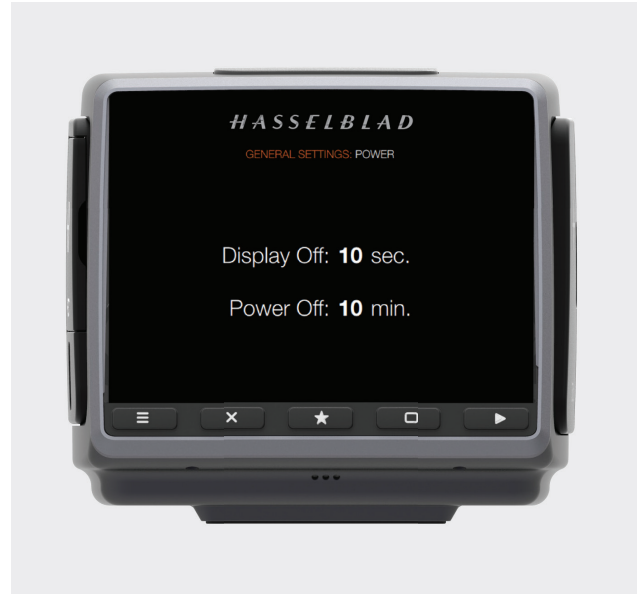 HASSELBLAD
GENERAL SETTINGS: POWER
Display Off: 10 sec.
Power Off: 10 min.